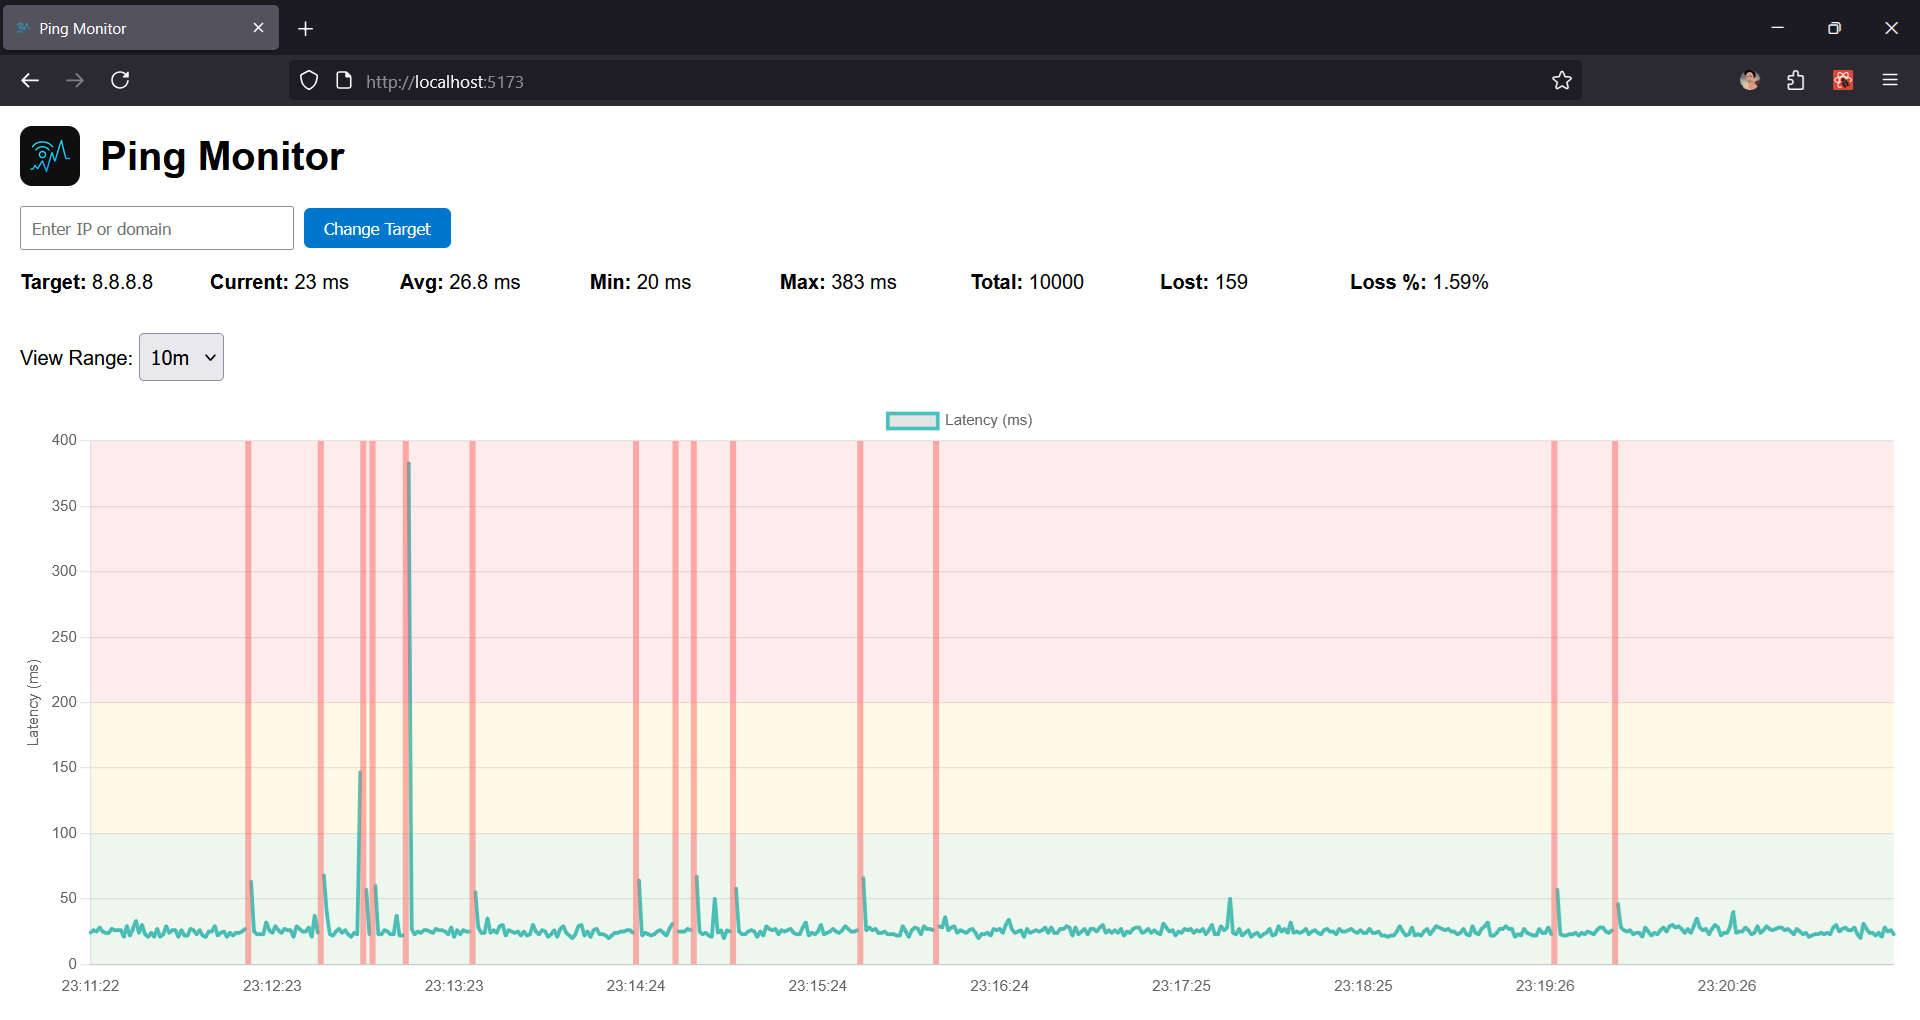 Ping Monitor
http://localhost:5173
Ping Monitor
Enter IP or domain
Change Target
Target: 8.8.8.8 Current: 23 ms Avg: 26.8 ms Min: 20 ms Max: 383 ms Total: 10000 Lost: 159 Loss %: 1.59%
View Range: 10m
Latency (ms)
400
350
300
250
200
150
100
50
0
Latency (ms)
23:11:22 23:12:23 23:13:23 23:14:24 23:15:24 23:16:24 23:17:25 23:18:25 23:19:26 23:20:26